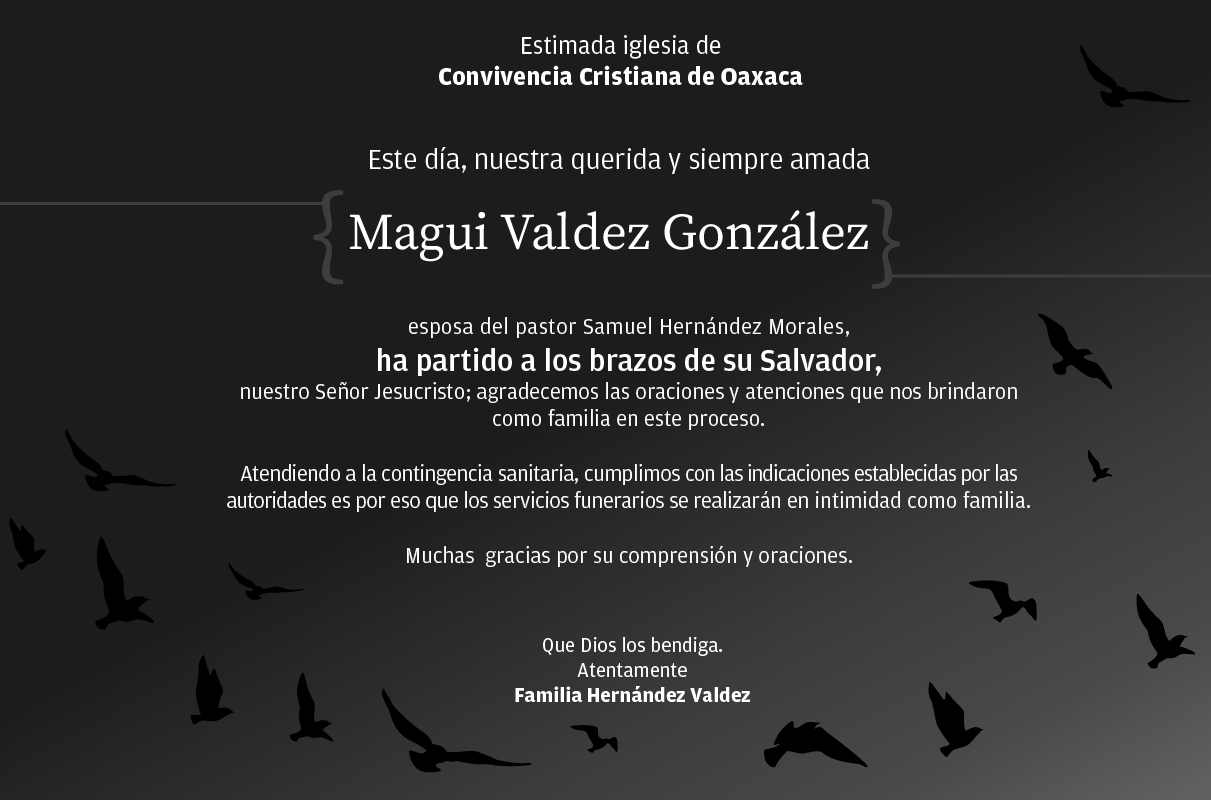 Estimada iglesia de
Convivencia Cristiana de Oaxaca
Este día, nuestra querida y siempre amada
{Magui Valdez González}
esposa del pastor Samuel Hernández Morales,
ha partido a los brazos de su Salvador,
nuestro Señor Jesucristo; agradecemos las oraciones y atenciones que nos brindaron
como familia en este proceso.
Atendiendo a la contingencia sanitaria, cumplimos con las indicaciones establecidas por las
autoridades es por eso que los servicios funerarios se realizarán en intimidad como familia.
Muchas  gracias por su comprensión y oraciones.
Que Dios los bendiga.
Atentamente
Familia Hernández Valdez